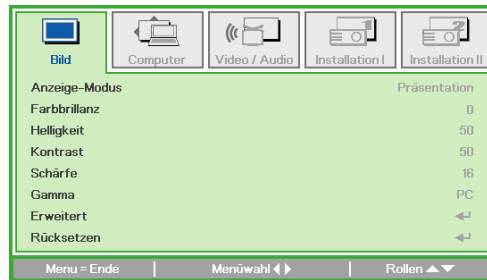 Bild Computer Video / Audio Installation I Installation II
Anzeige-Modus Präsentation
Farbbrillanz 0
Helligkeit 50
Kontrast 50
Schärfe 16
Gamma PC
Erweitert
Rücksetzen
Menu = Ende Menüwahl Rollen